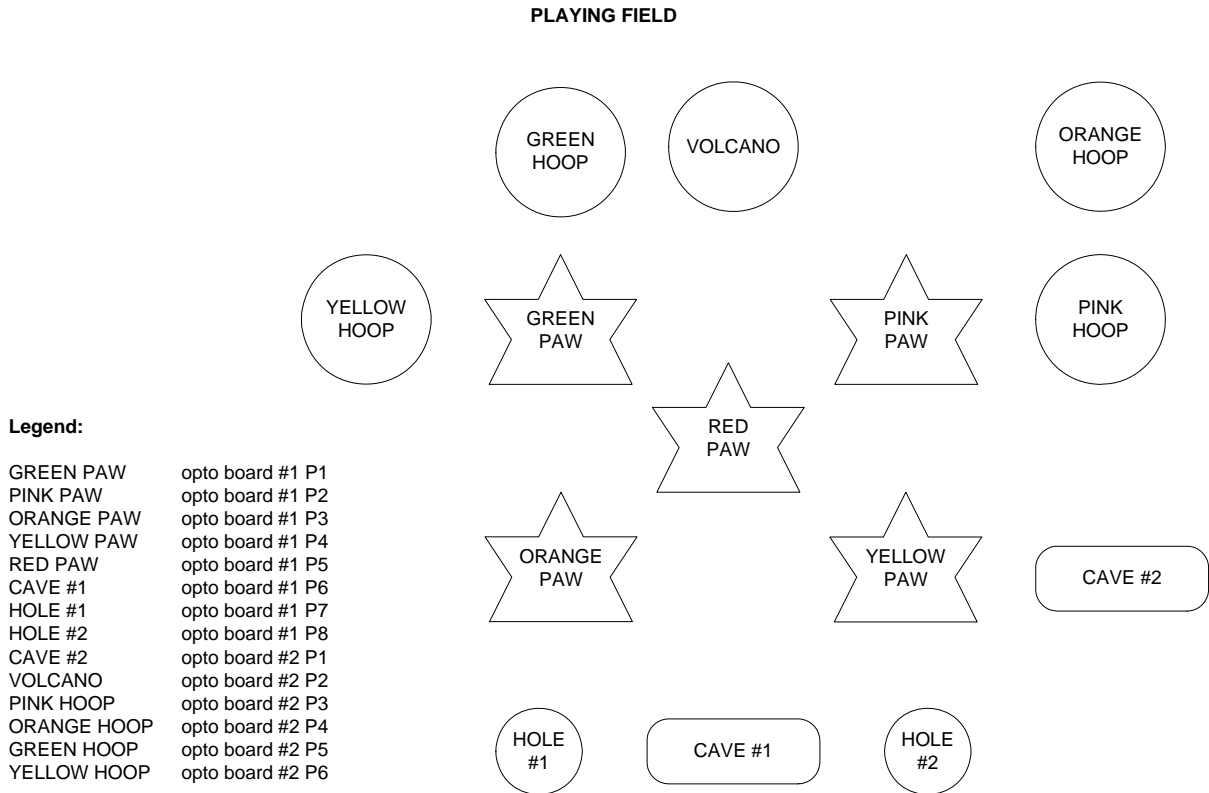 PLAYING FIELD
GREEN
HOOP
VOLCANO
ORANGE
HOOP
YELLOW
HOOP
GREEN
PAW
PINK
PAW
PINK
HOOP
RED
PAW
Legend:
GREEN PAW opto board #1 P1
PINK PAW opto board #1 P2
ORANGE PAW opto board #1 P3
YELLOW PAW opto board #1 P4
RED PAW opto board #1 P5
CAVE #1 opto board #1 P6
HOLE #1 opto board #1 P7
HOLE #2 opto board #1 P8
CAVE #2 opto board #2 P1
VOLCANO opto board #2 P2
PINK HOOP opto board #2 P3
ORANGE HOOP opto board #2 P4
GREEN HOOP opto board #2 P5
YELLOW HOOP opto board #2 P6
ORANGE
PAW
YELLOW
PAW
CAVE #2
HOLE
#1
CAVE #1
HOLE
#2